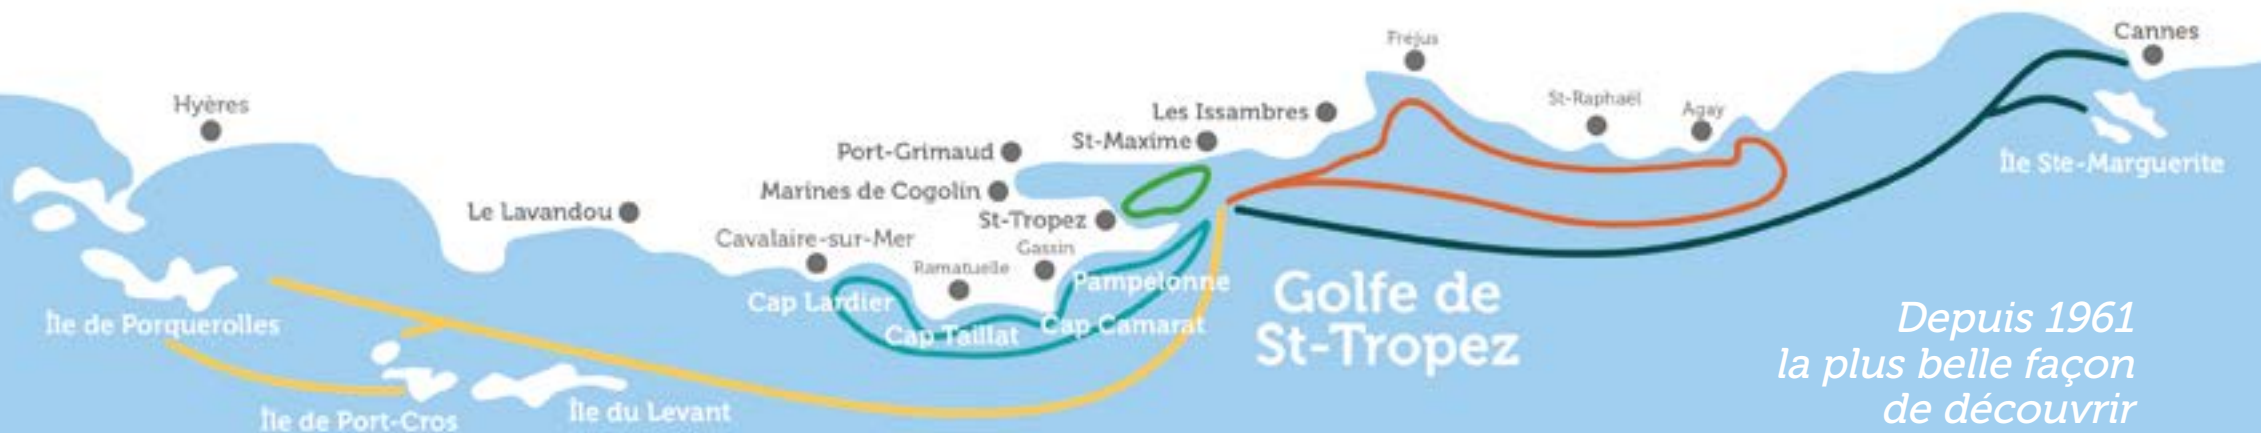 Hyères
Le Lavandou
Port-Grimaud
Marines de Cogolin
St-Tropez
Cavalaire-sur-Mer
Gassin
Ramatuelle
St-Maxime
Les Issambres
Fréjus
St-Raphaël
Agay
Cannes
Île Ste-Marguerite
Pampelonne
Cap Lardier
Cap Taillat
Cap Camarat
Île de Porquerolles
Île de Port-Cros
Île du Levant
Golfe de
St-Tropez
Depuis 1961
la plus belle façon
de découvrir